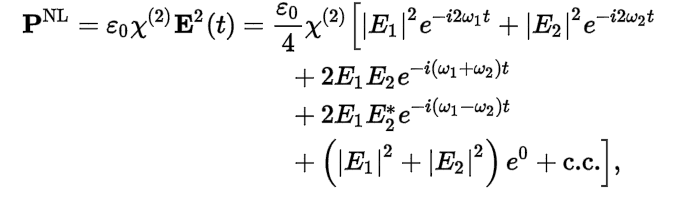 𝐏ᴺᴸ = ε₀χ⁽²⁾𝐄²(t) = ε₀/4 χ⁽²⁾[|E₁|²e^{−i2ω₁t} + |E₂|²e^{−i2ω₂t}
+ 2E₁E₂e^{−i(ω₁+ω₂)t}
+ 2E₁E₂*e^{−i(ω₁−ω₂)t}
+ (|E₁|² + |E₂|²)e⁰ + c.c.],